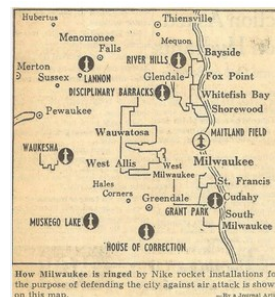 Hubertus
Thiensville
Mequon
Menomonee
Falls
RIVER HILLS
Bayside
Merton
Sussex
LANNON
Glendale
Fox Point
DISCIPLINARY BARRACKS
Whitefish Bay
Pewaukee
Shorewood
Wauwatosa
MAITLAND FIELD
WAUKESHA
Milwaukee
West Allis
West
Milwaukee
St. Francis
Hales
Corners
Greendale
Cudahy
GRANT PARK
South
Milwaukee
MUSKEGO LAKE
HOUSE OF CORRECTION
How Milwaukee is ringed by Nike rocket installations for
the purpose of defending the city against air attack is show
on this map.
Journal